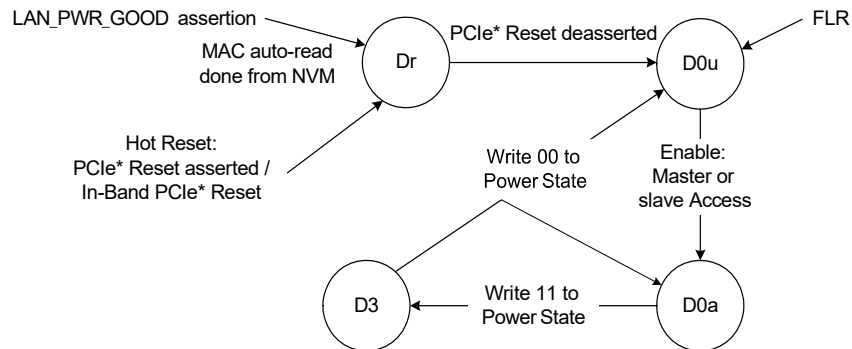 LAN_PWR_GOOD assertion
PCIe* Reset deasserted
FLR
MAC auto-read
done from NVM
Dr
D0u
Hot Reset:
PCIe* Reset asserted /
In-Band PCIe* Reset
Write 00 to
Power State
Enable:
Master or
slave Access
D3
Write 11 to
Power State
D0a